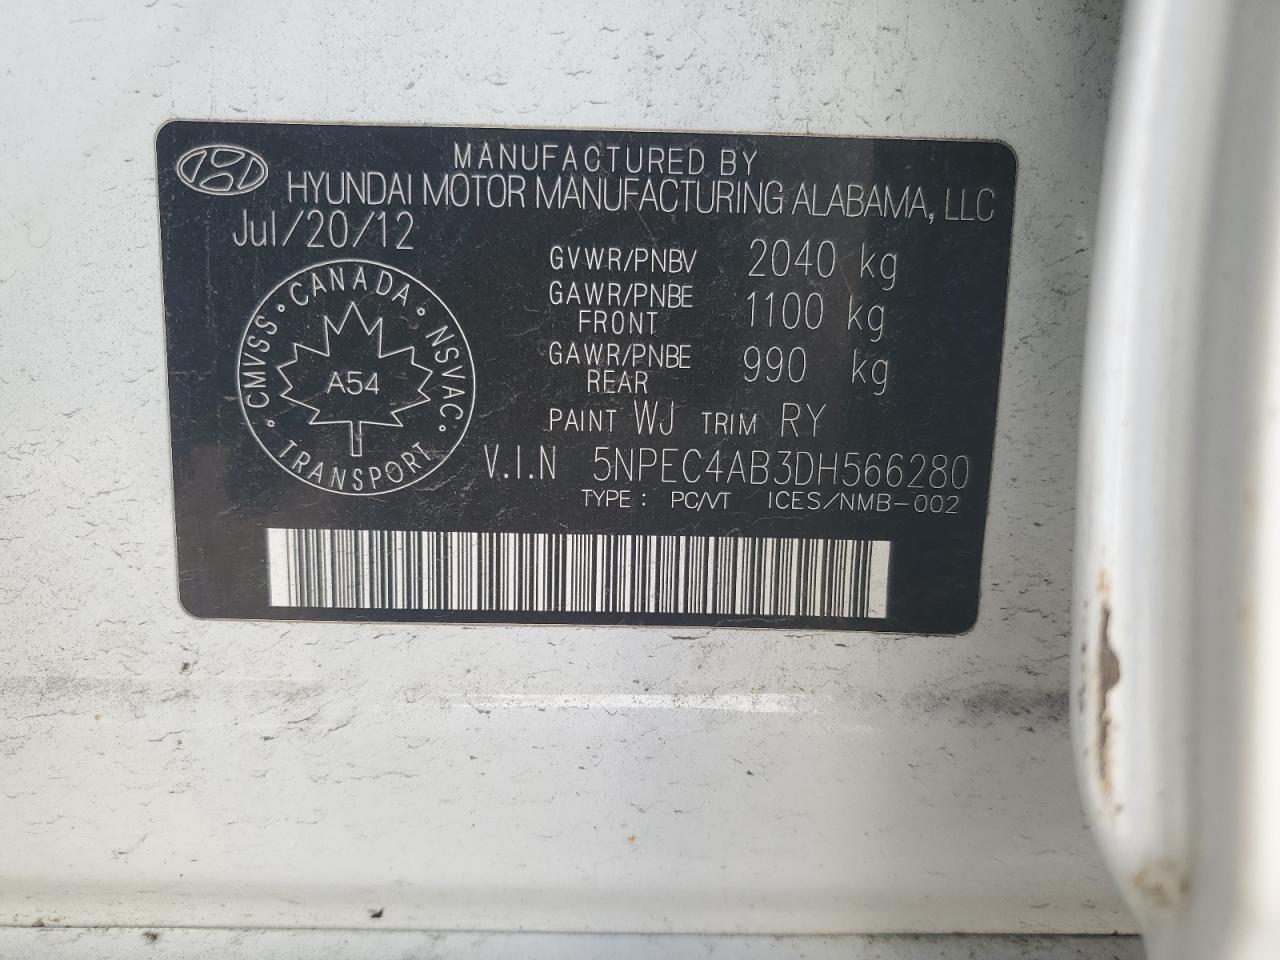 MANUFACTURED BY
HYUNDAI MOTOR MANUFACTURING ALABAMA, LLC
Jul/20/12
GVWR/PNBV 2040 kg
GAWR/PNBE FRONT 1100 kg
GAWR/PNBE REAR 990 kg
PAINT WJ TRIM RY
V.I.N 5NPEC4AB3DH566280
TYPE : PC/VT ICES/NMB-002
CANADA · NSVAC · TRANSPORT · CMVSS ·
A54